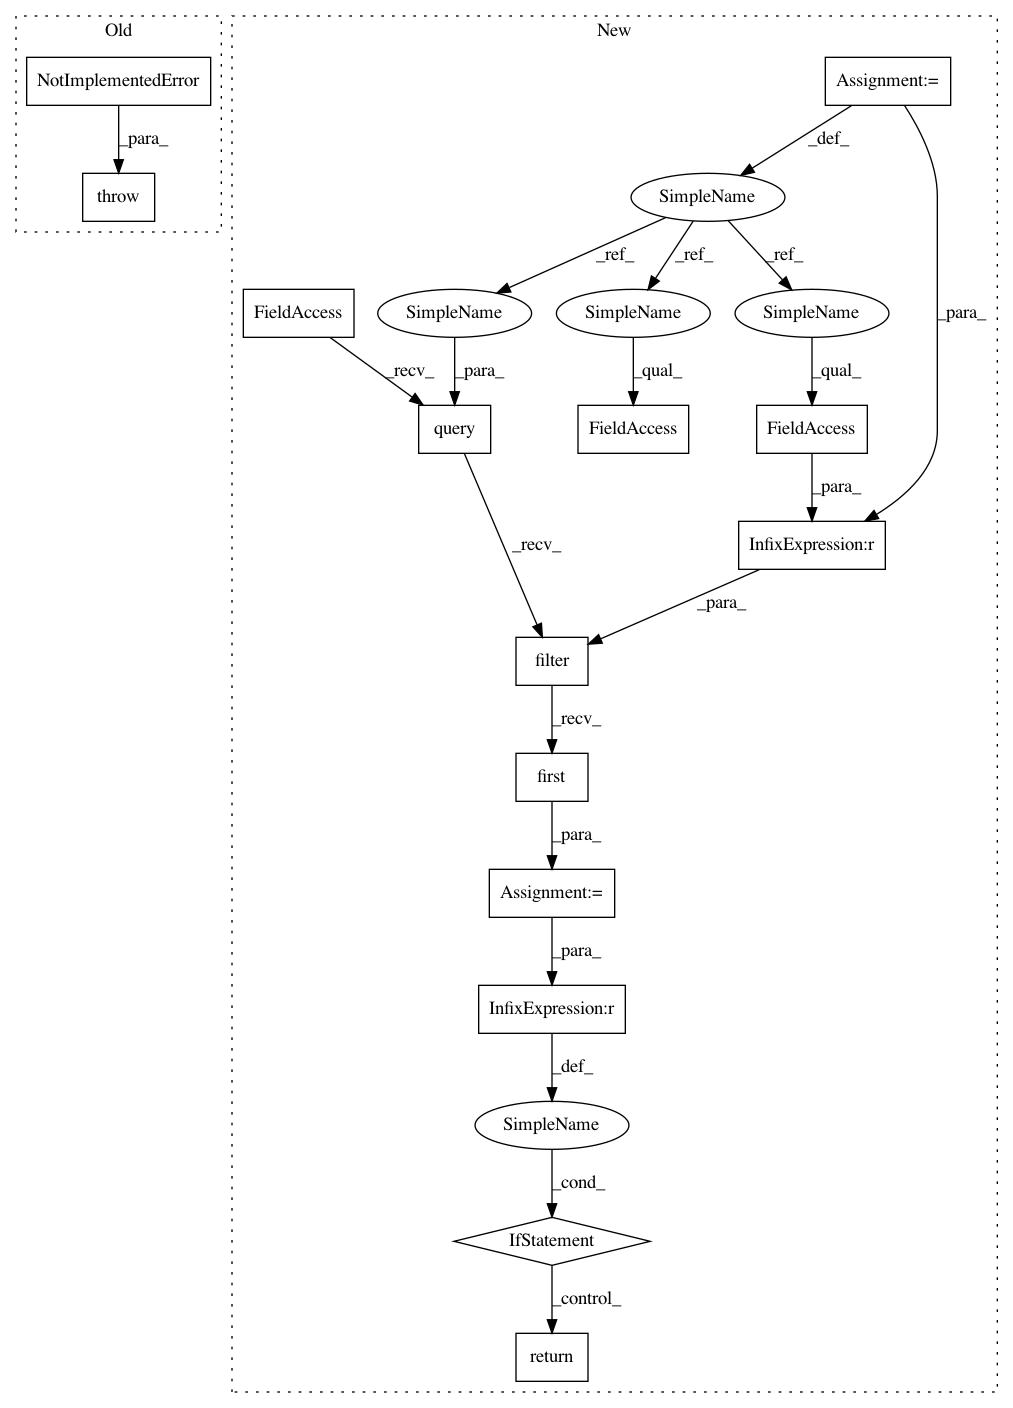 Old
New
NotImplementedError
Assignment:=
_para_
_def_
throw
SimpleName
_ref_
_ref_
_ref_
FieldAccess
SimpleName
SimpleName
SimpleName
_para_
_recv_
_para_
_qual_
_qual_
query
FieldAccess
FieldAccess
_para_
_recv_
InfixExpression:r
_para_
filter
_recv_
first
_para_
Assignment:=
_para_
InfixExpression:r
_def_
SimpleName
_cond_
IfStatement
_control_
return